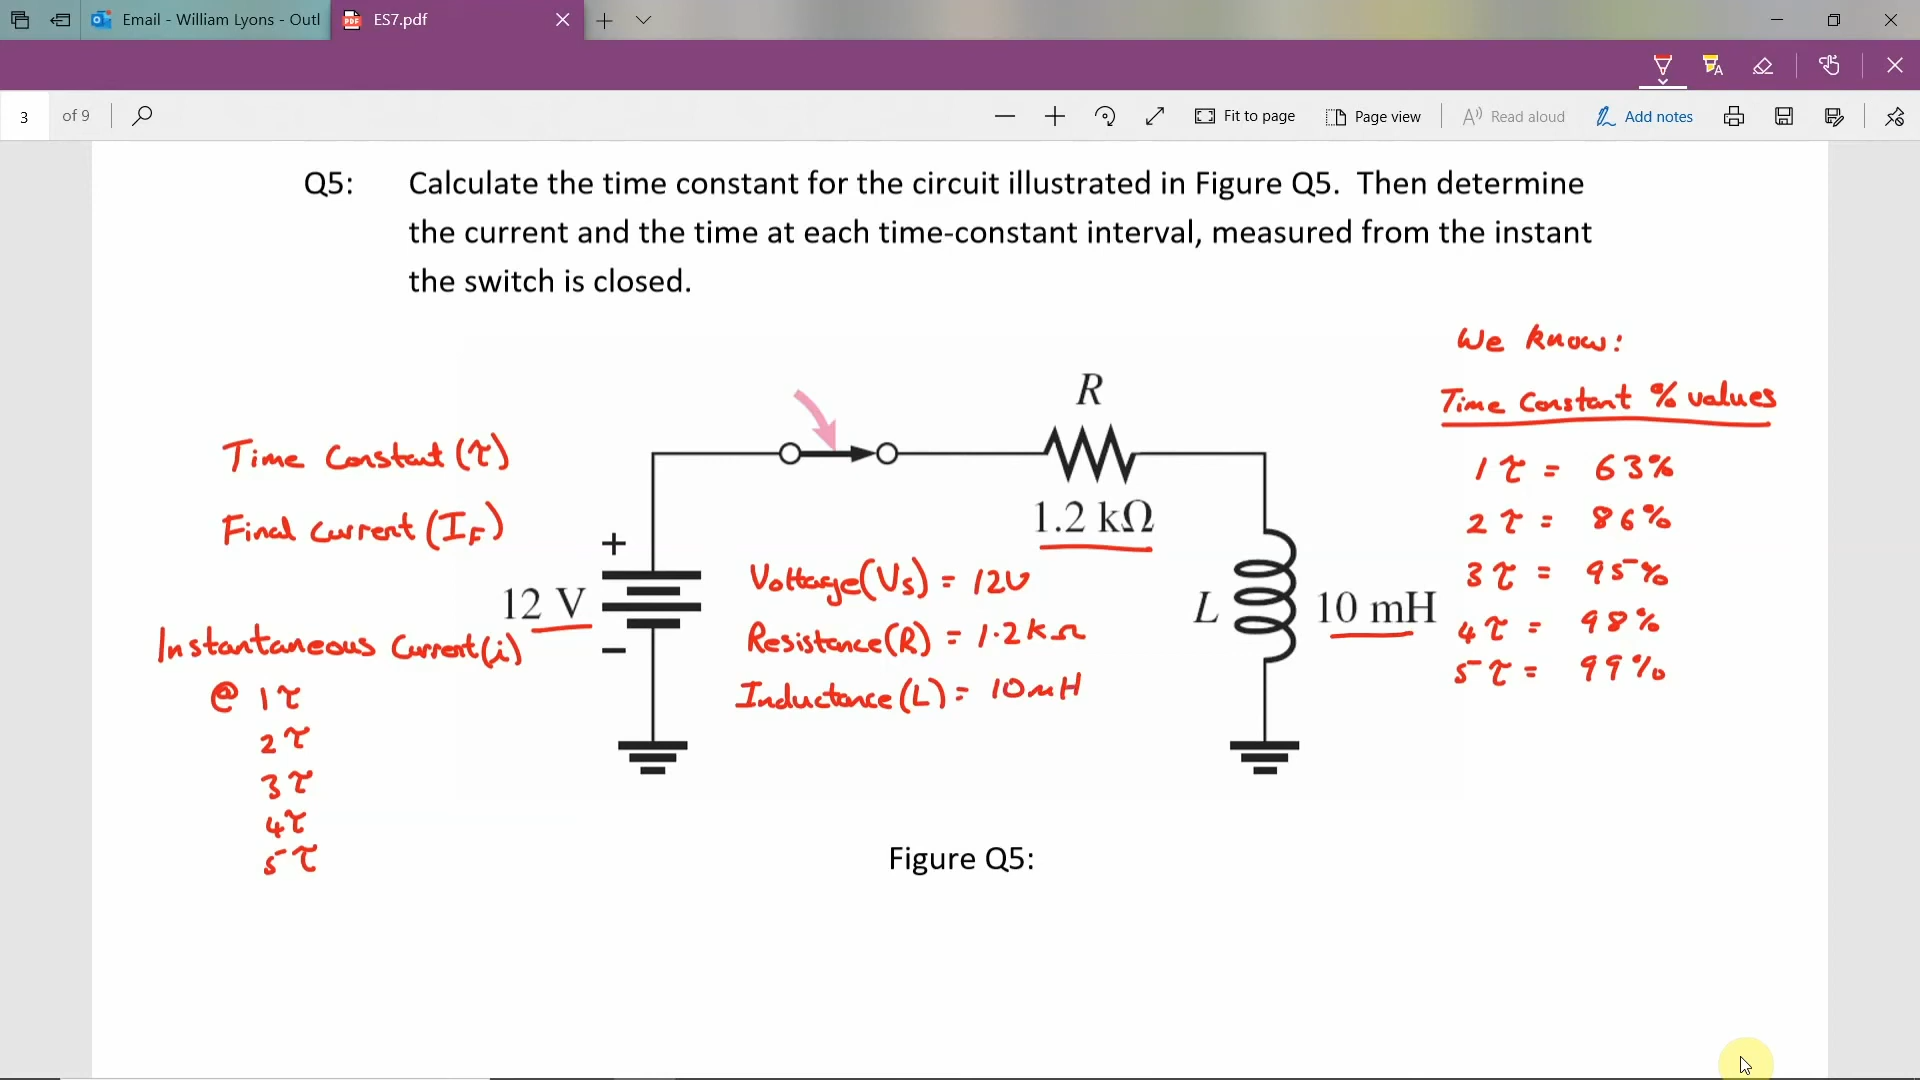 Email - William Lyons - Outl
ES7.pdf
3 of 9
Fit to page
Page view
Read aloud
Add notes
Q5: Calculate the time constant for the circuit illustrated in Figure Q5. Then determine
the current and the time at each time-constant interval, measured from the instant
the switch is closed.
We know:
Time Constant % values
1τ = 63%
2τ = 86%
3τ = 95%
4τ = 98%
5τ = 99%
Time Constant (τ)
Final Current (IF)
Instantaneous Current(i)
@ 1τ
2τ
3τ
4τ
5τ
R
1.2 kΩ
+
12 V
−
Voltage(Vs) = 12V
Resistance(R) = 1.2kΩ
Inductance(L) = 10mH
L
10 mH
Figure Q5: